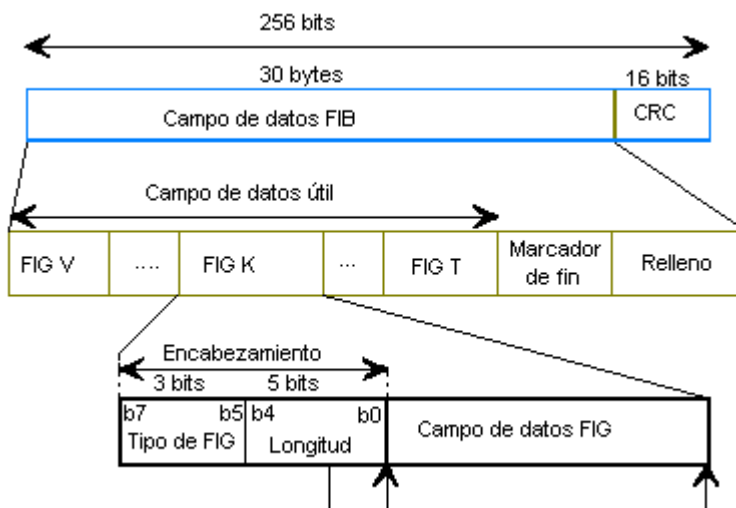 256 bits
30 bytes
16 bits
Campo de datos FIB
CRC
Campo de datos útil
FIG V
....
FIG K
...
FIG T
Marcador
de fin
Relleno
Encabezamiento
3 bits
5 bits
b7
b5
b4
b0
Tipo de FIG
Longitud
Campo de datos FIG